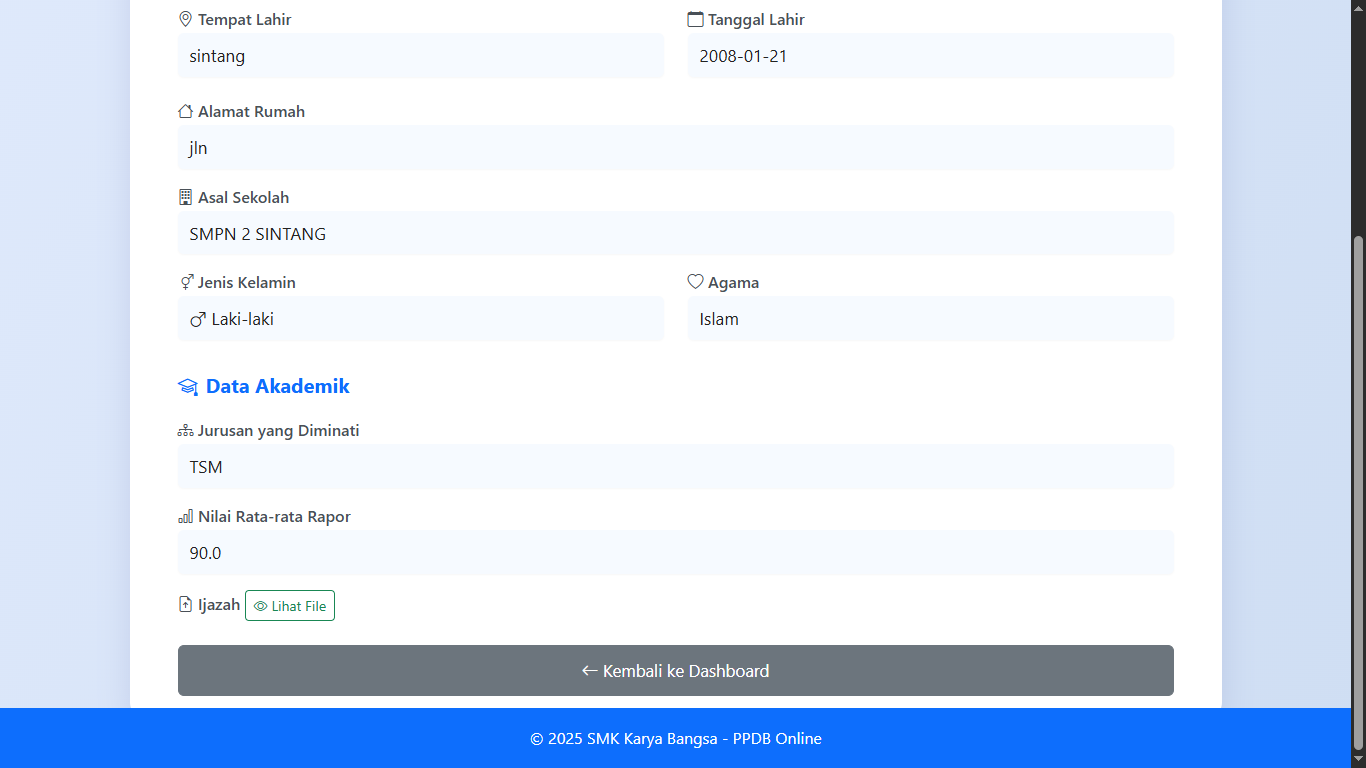 Tempat Lahir
Tanggal Lahir
sintang
2008-01-21
Alamat Rumah
jln
Asal Sekolah
SMPN 2 SINTANG
Jenis Kelamin
Agama
♂ Laki-laki
Islam
Data Akademik
Jurusan yang Diminati
TSM
Nilai Rata-rata Rapor
90.0
Ijazah Lihat File
← Kembali ke Dashboard
© 2025 SMK Karya Bangsa - PPDB Online